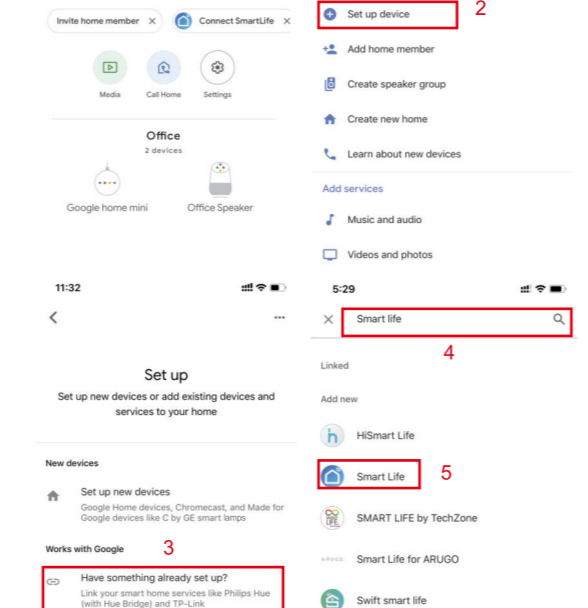 Invite home member
Connect SmartLife
Media
Call Home
Settings
Office
2 devices
Google home mini
Office Speaker
2
Set up device
Add home member
Create speaker group
Create new home
Learn about new devices
Add services
Music and audio
Videos and photos
11:32
Set up
Set up new devices or add existing devices and
services to your home
New devices
Set up new devices
Google Home devices, Chromecast, and Made for
Google devices like C by GE smart lamps
Works with Google
3
Have something already set up?
Link your smart home services like Philips Hue
(with Hue Bridge) and TP-Link
5:29
Smart life
4
Linked
Add new
HiSmart Life
Smart Life
5
SMART LIFE by TechZone
Smart Life for ARUGO
Swift smart life